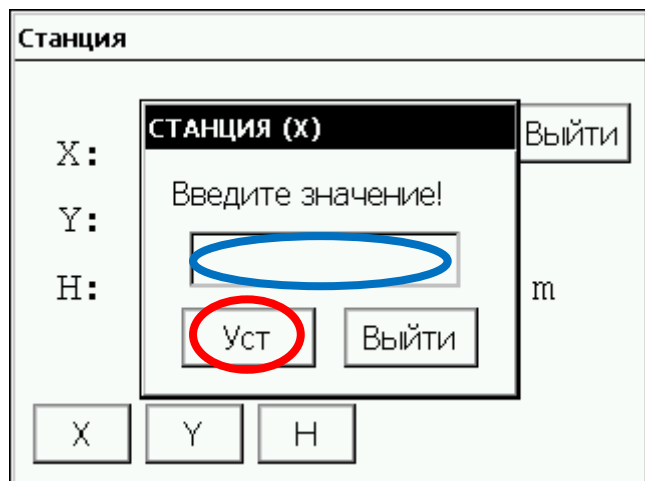 Станция
СТАНЦИЯ (X)
Выйти
X:
Введите значение!
Y:
H:
m
Уст
Выйти
X
Y
H